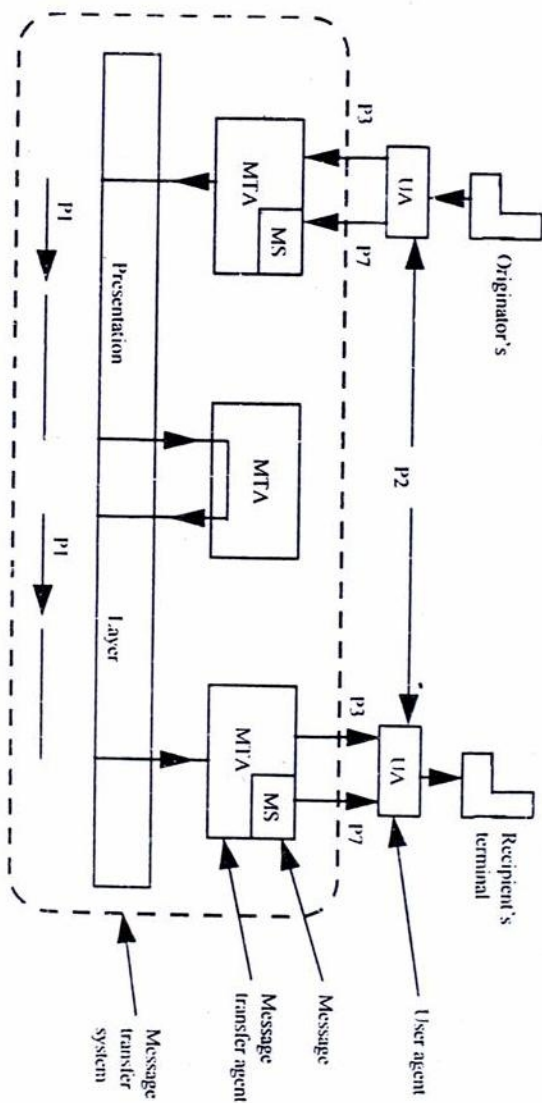 Originator's
Recipient's
terminal
UA
P2
UA
User agent
P3
P7
P3
P7
MTA
MS
MTA
MTA
MS
Message
Message
transfer agent
Presentation
Layer
P1
P1
Message
transfer
system